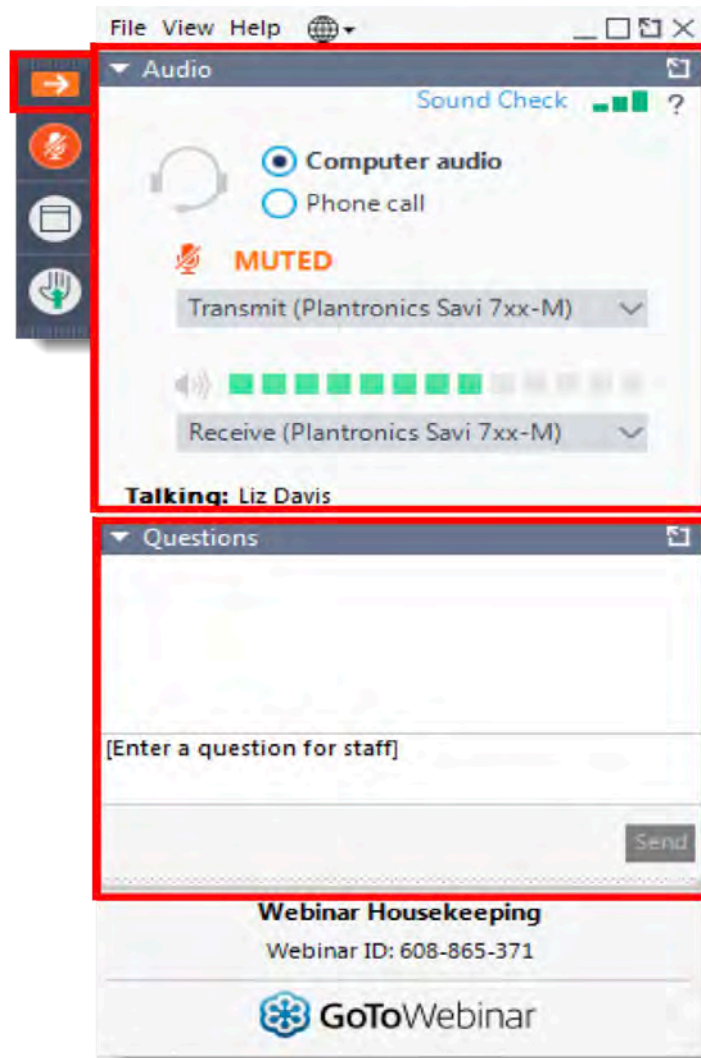 File View Help
Audio
Sound Check ?
Computer audio
Phone call
MUTED
Transmit (Plantronics Savi 7xx-M)
Receive (Plantronics Savi 7xx-M)
Talking: Liz Davis
Questions
[Enter a question for staff]
Send
Webinar Housekeeping
Webinar ID: 608-865-371
GoToWebinar